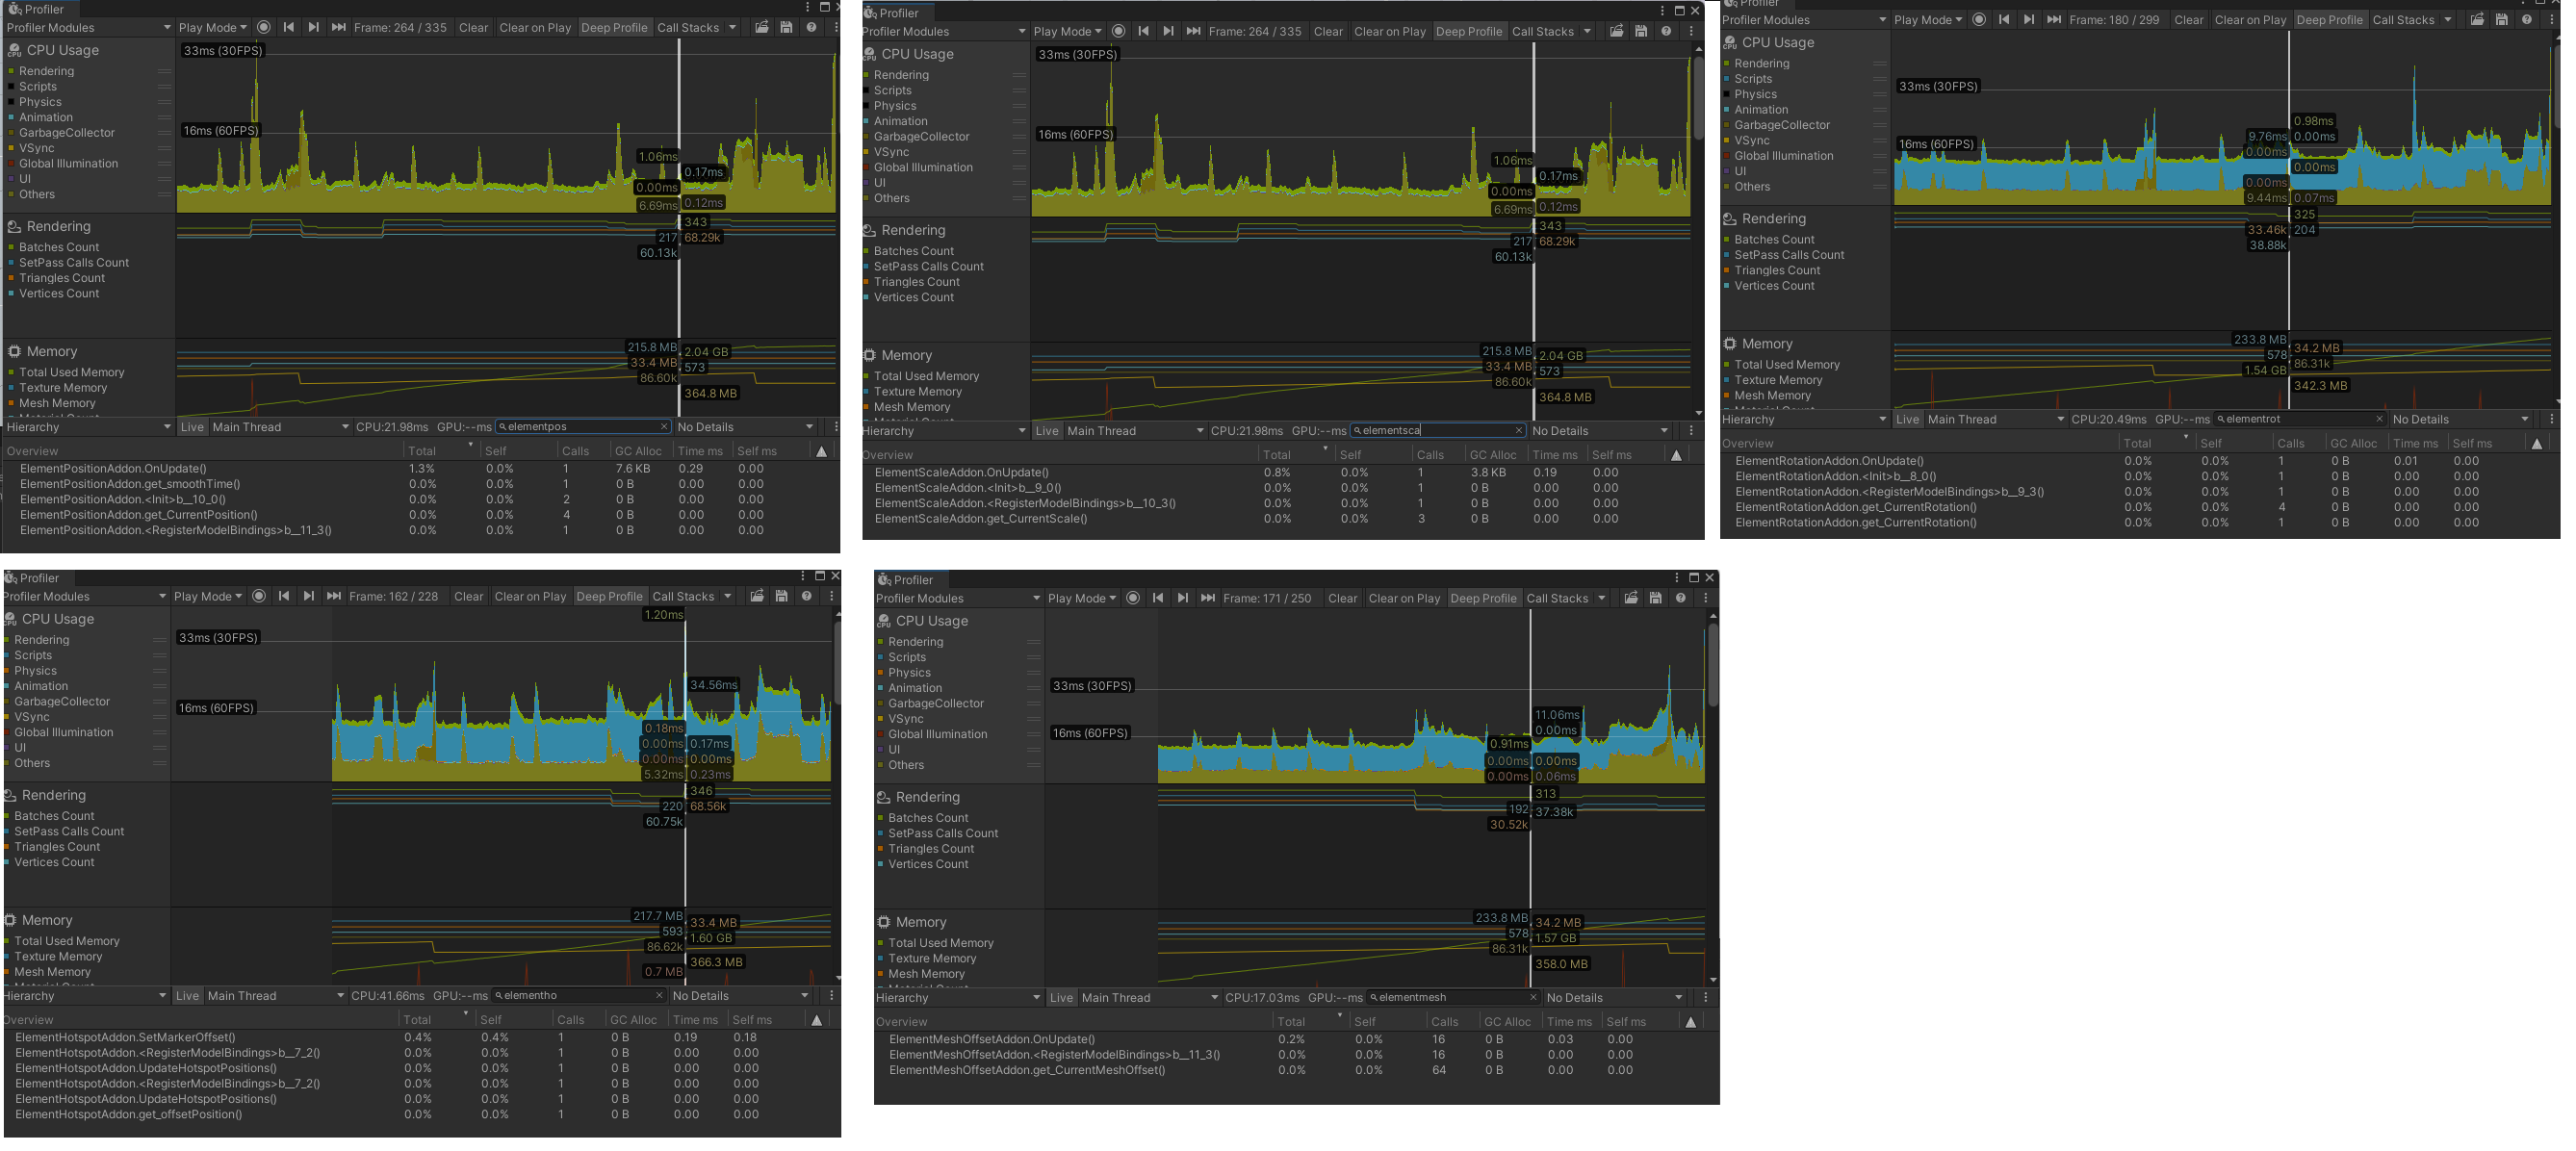 Profiler
Profiler Modules
Play Mode
Frame: 264 / 335
Clear
Clear on Play
Deep Profile
Call Stacks
CPU Usage
Rendering
Scripts
Physics
Animation
GarbageCollector
VSync
Global Illumination
UI
Others
33ms (30FPS)
16ms (60FPS)
1.06ms
0.17ms
0.00ms
6.69ms
0.12ms
Rendering
Batches Count
SetPass Calls Count
Triangles Count
Vertices Count
343
217
68.29k
60.13k
Memory
Total Used Memory
Texture Memory
Mesh Memory
215.8 MB
2.04 GB
33.4 MB
573
86.60k
364.8 MB
Hierarchy
Live
Main Thread
CPU:21.98ms GPU:--ms
elementpos
No Details
Overview Total Self Calls GC Alloc Time ms Self ms
ElementPositionAddon.OnUpdate() 1.3% 0.0% 1 7.6 KB 0.29 0.00
ElementPositionAddon.get_smoothTime() 0.0% 0.0% 1 0 B 0.00 0.00
ElementPositionAddon.<Init>b__10_0() 0.0% 0.0% 2 0 B 0.00 0.00
ElementPositionAddon.get_CurrentPosition() 0.0% 0.0% 4 0 B 0.00 0.00
ElementPositionAddon.<RegisterModelBindings>b__11_3() 0.0% 0.0% 1 0 B 0.00 0.00
Profiler
Profiler Modules
Play Mode
Frame: 264 / 335
Clear
Clear on Play
Deep Profile
Call Stacks
CPU Usage
Rendering
Scripts
Physics
Animation
GarbageCollector
VSync
Global Illumination
UI
Others
33ms (30FPS)
16ms (60FPS)
1.06ms
0.17ms
0.00ms
6.69ms
0.12ms
Rendering
Batches Count
SetPass Calls Count
Triangles Count
Vertices Count
343
217
68.29k
60.13k
Memory
Total Used Memory
Texture Memory
Mesh Memory
215.8 MB
2.04 GB
33.4 MB
573
86.60k
364.8 MB
Hierarchy
Live
Main Thread
CPU:21.98ms GPU:--ms
elementsca
No Details
Overview Total Self Calls GC Alloc Time ms Self ms
ElementScaleAddon.OnUpdate() 0.8% 0.0% 1 3.8 KB 0.19 0.00
ElementScaleAddon.<Init>b__9_0() 0.0% 0.0% 1 0 B 0.00 0.00
ElementScaleAddon.<RegisterModelBindings>b__10_3() 0.0% 0.0% 1 0 B 0.00 0.00
ElementScaleAddon.get_CurrentScale() 0.0% 0.0% 3 0 B 0.00 0.00
Profiler
Profiler Modules
Play Mode
Frame: 180 / 299
Clear
Clear on Play
Deep Profile
Call Stacks
CPU Usage
Rendering
Scripts
Physics
Animation
GarbageCollector
VSync
Global Illumination
UI
Others
33ms (30FPS)
16ms (60FPS)
0.98ms
9.76ms
0.00ms
0.00ms
0.00ms
0.00ms
9.44ms
0.07ms
Rendering
Batches Count
SetPass Calls Count
Triangles Count
Vertices Count
325
33.46k
204
38.88k
Memory
Total Used Memory
Texture Memory
Mesh Memory
233.8 MB
34.2 MB
578
86.31k
1.54 GB
342.3 MB
Hierarchy
Live
Main Thread
CPU:20.49ms GPU:--ms
elementrot
No Details
Overview Total Self Calls GC Alloc Time ms Self ms
ElementRotationAddon.OnUpdate() 0.0% 0.0% 1 0 B 0.01 0.00
ElementRotationAddon.<Init>b__8_0() 0.0% 0.0% 1 0 B 0.00 0.00
ElementRotationAddon.<RegisterModelBindings>b__9_3() 0.0% 0.0% 1 0 B 0.00 0.00
ElementRotationAddon.get_CurrentRotation() 0.0% 0.0% 4 0 B 0.00 0.00
ElementRotationAddon.get_CurrentRotation() 0.0% 0.0% 1 0 B 0.00 0.00
Profiler
Profiler Modules
Play Mode
Frame: 162 / 228
Clear
Clear on Play
Deep Profile
Call Stacks
CPU Usage
Rendering
Scripts
Physics
Animation
GarbageCollector
VSync
Global Illumination
UI
Others
33ms (30FPS)
16ms (60FPS)
1.20ms
34.56ms
0.18ms
0.00ms
0.17ms
0.00ms
0.00ms
5.32ms
0.23ms
Rendering
Batches Count
SetPass Calls Count
Triangles Count
Vertices Count
346
220
68.56k
60.75k
Memory
Total Used Memory
Texture Memory
Mesh Memory
217.7 MB
33.4 MB
593
1.60 GB
86.62k
366.3 MB
0.7 MB
Hierarchy
Live
Main Thread
CPU:41.66ms GPU:--ms
elementho
No Details
Overview Total Self Calls GC Alloc Time ms Self ms
ElementHotspotAddon.SetMarkerOffset() 0.4% 0.4% 1 0 B 0.19 0.18
ElementHotspotAddon.<RegisterModelBindings>b__7_2() 0.0% 0.0% 1 0 B 0.00 0.00
ElementHotspotAddon.UpdateHotspotPositions() 0.0% 0.0% 1 0 B 0.00 0.00
ElementHotspotAddon.<RegisterModelBindings>b__7_2() 0.0% 0.0% 1 0 B 0.00 0.00
ElementHotspotAddon.UpdateHotspotPositions() 0.0% 0.0% 1 0 B 0.00 0.00
ElementHotspotAddon.get_offsetPosition() 0.0% 0.0% 1 0 B 0.00 0.00
Profiler
Profiler Modules
Play Mode
Frame: 171 / 250
Clear
Clear on Play
Deep Profile
Call Stacks
CPU Usage
Rendering
Scripts
Physics
Animation
GarbageCollector
VSync
Global Illumination
UI
Others
33ms (30FPS)
16ms (60FPS)
11.06ms
0.00ms
0.91ms
0.00ms
0.00ms
0.00ms
0.06ms
Rendering
Batches Count
SetPass Calls Count
Triangles Count
Vertices Count
313
192
37.38k
30.52k
Memory
Total Used Memory
Texture Memory
Mesh Memory
233.8 MB
34.2 MB
578
1.57 GB
86.31k
358.0 MB
Hierarchy
Live
Main Thread
CPU:17.03ms GPU:--ms
elementmesh
No Details
Overview Total Self Calls GC Alloc Time ms Self ms
ElementMeshOffsetAddon.OnUpdate() 0.2% 0.0% 16 0 B 0.03 0.00
ElementMeshOffsetAddon.<RegisterModelBindings>b__11_3() 0.0% 0.0% 16 0 B 0.00 0.00
ElementMeshOffsetAddon.get_CurrentMeshOffset() 0.0% 0.0% 64 0 B 0.00 0.00